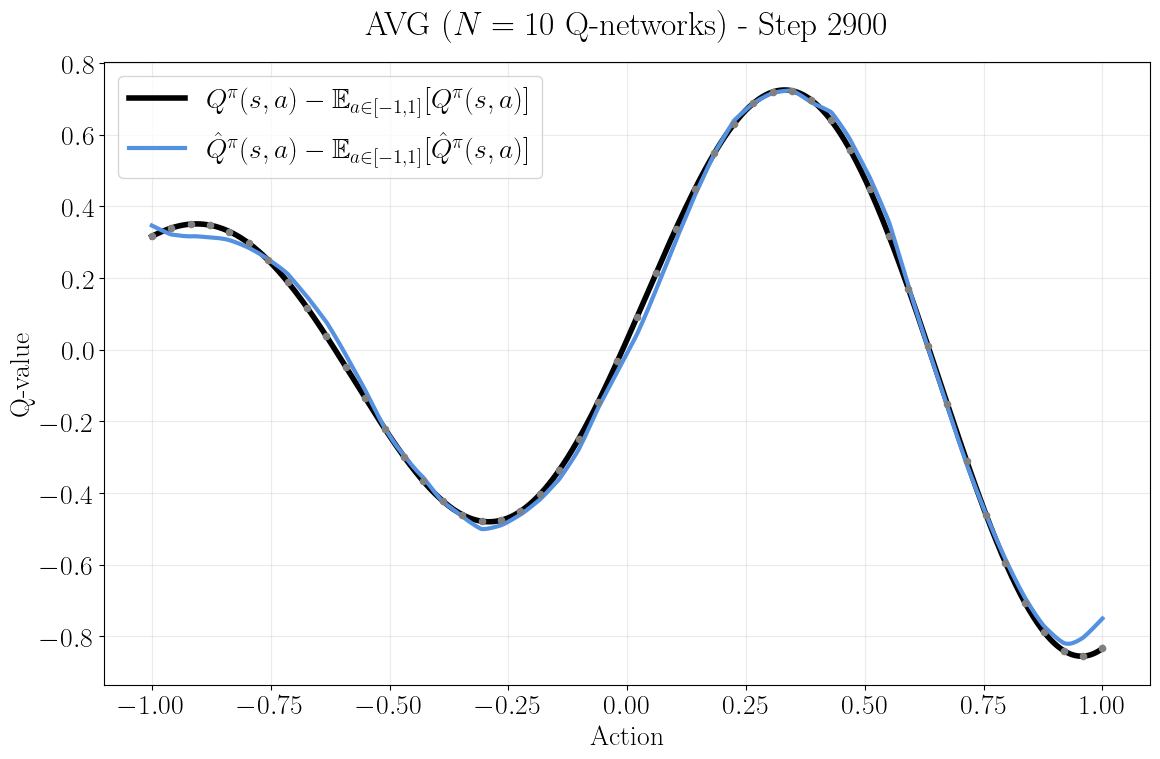 AVG (N = 10 Q-networks) - Step 2900
Q^π(s, a) − 𝔼_{a∈[−1,1]}[Q^π(s, a)]
Q̂^π(s, a) − 𝔼_{a∈[−1,1]}[Q̂^π(s, a)]
0.8
0.6
0.4
0.2
0.0
−0.2
−0.4
−0.6
−0.8
Q-value
−1.00 −0.75 −0.50 −0.25 0.00 0.25 0.50 0.75 1.00
Action